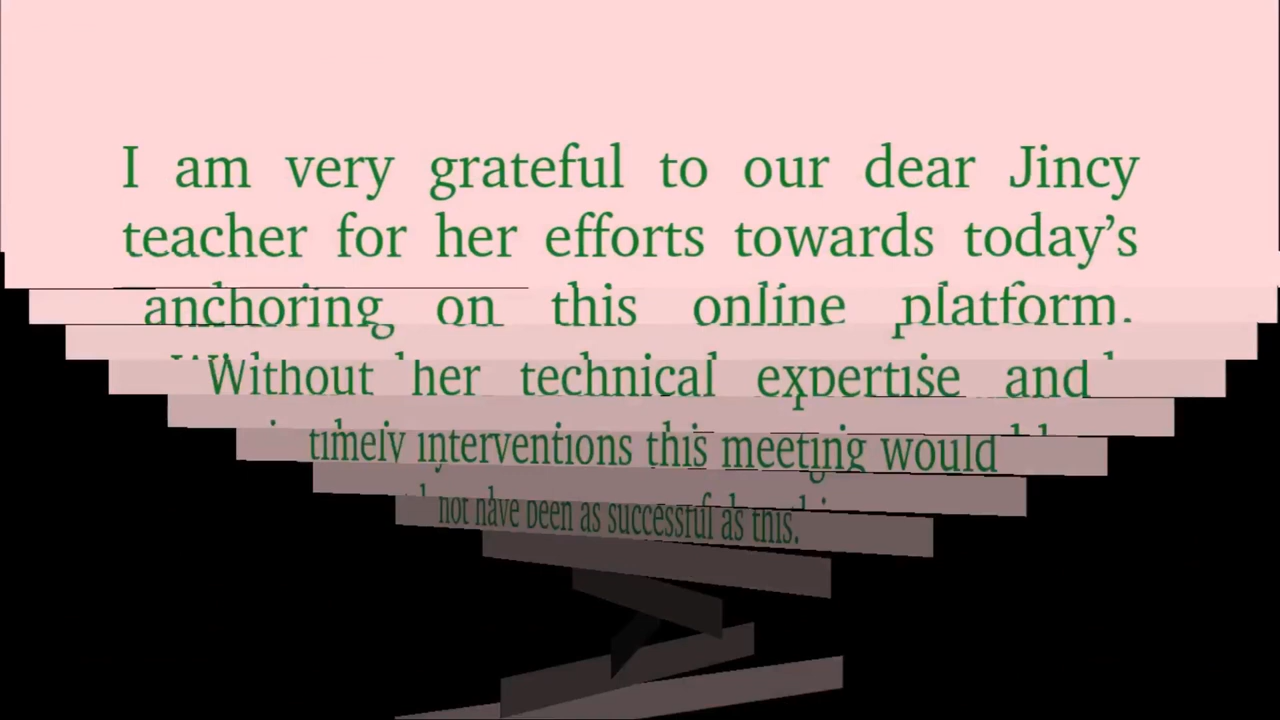 I am very grateful to our dear Jincy
teacher for her efforts towards today’s
anchoring on this online platform.
Without her technical expertise and
timely interventions this meeting would
not have been as successful as this.